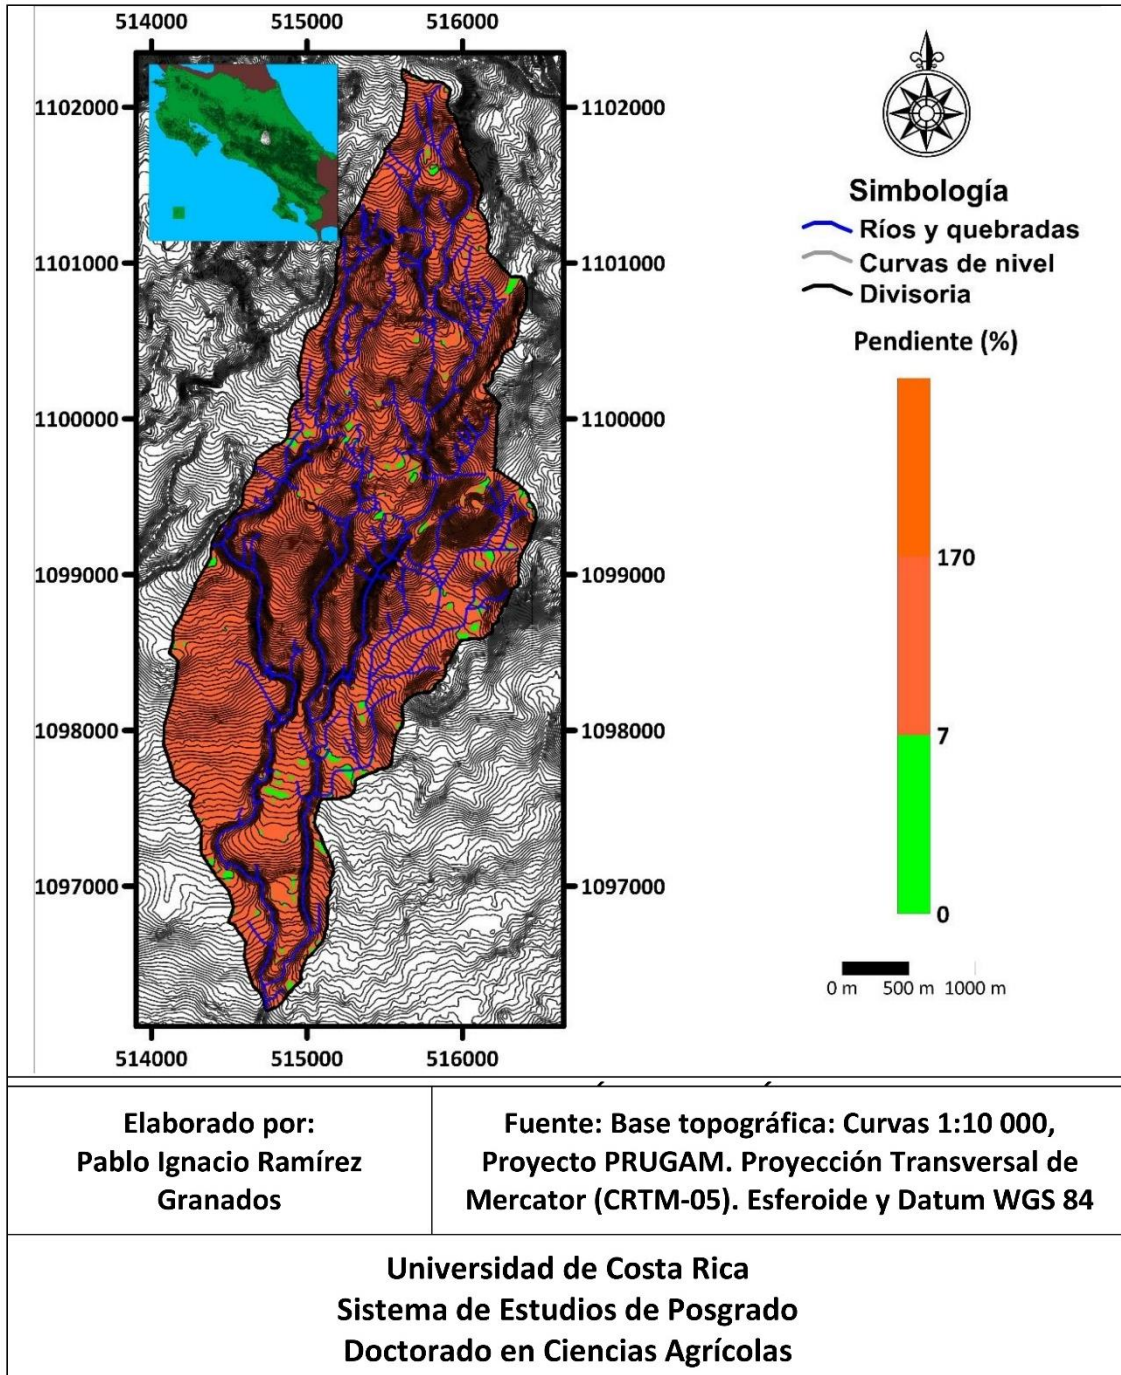 514000 515000 516000
1102000 1102000
1101000 1101000
1100000 1100000
1099000 1099000
1098000 1098000
1097000 1097000
514000 515000 516000
Simbología
Ríos y quebradas
Curvas de nivel
Divisoria
Pendiente (%)
170
7
0
0 m 500 m 1000 m
Elaborado por:
Pablo Ignacio Ramírez
Granados
Fuente: Base topográfica: Curvas 1:10 000,
Proyecto PRUGAM. Proyección Transversal de
Mercator (CRTM-05). Esferoide y Datum WGS 84
Universidad de Costa Rica
Sistema de Estudios de Posgrado
Doctorado en Ciencias Agrícolas